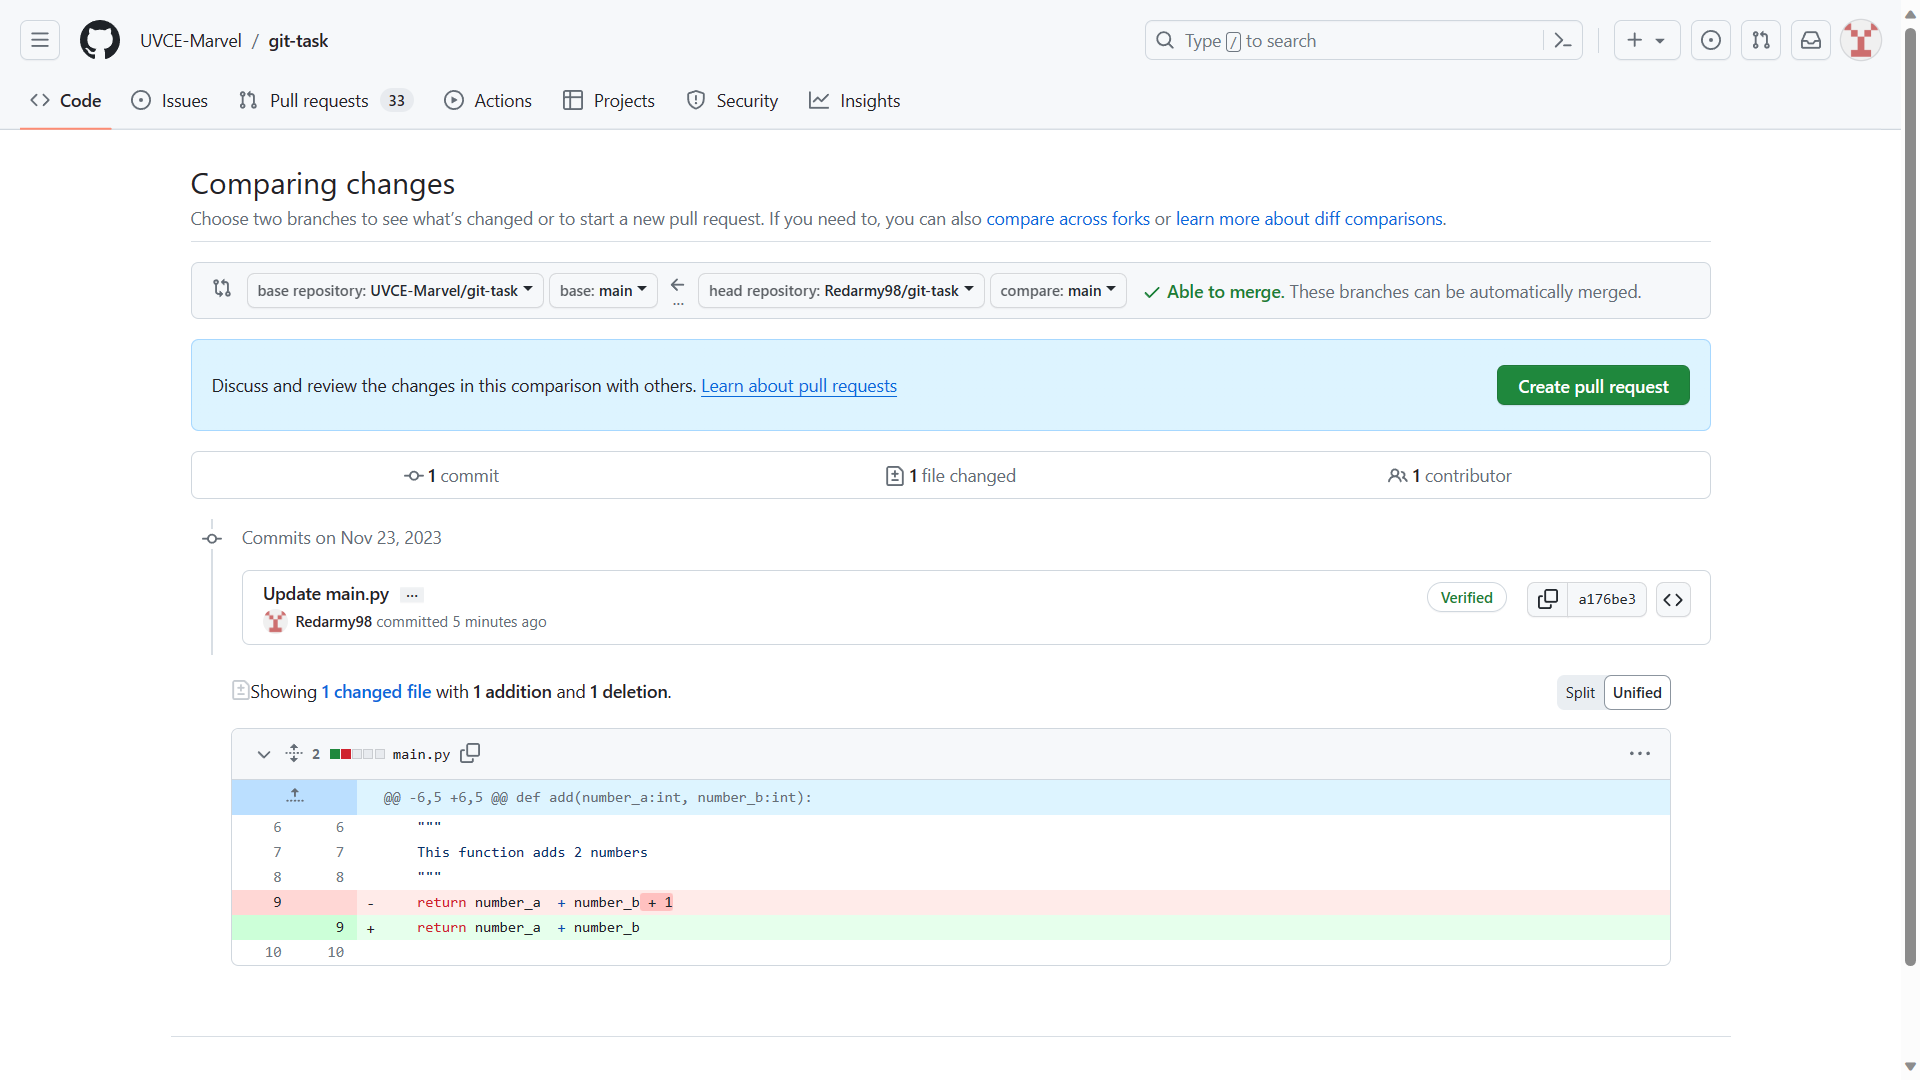 UVCE-Marvel / git-task
Type / to search
Code Issues Pull requests 33 Actions Projects Security Insights
Comparing changes
Choose two branches to see what’s changed or to start a new pull request. If you need to, you can also compare across forks or learn more about diff comparisons.
base repository: UVCE-Marvel/git-task base: main ... head repository: Redarmy98/git-task compare: main Able to merge. These branches can be automatically merged.
Discuss and review the changes in this comparison with others. Learn about pull requests Create pull request
1 commit 1 file changed 1 contributor
Commits on Nov 23, 2023
Update main.py ...
Verified a176be3
Redarmy98 committed 5 minutes ago
Showing 1 changed file with 1 addition and 1 deletion. Split Unified
2 main.py
@@ -6,5 +6,5 @@ def add(number_a:int, number_b:int):
6 6 """
7 7 This function adds 2 numbers
8 8 """
9 - return number_a  + number_b + 1
9 + return number_a  + number_b
10 10